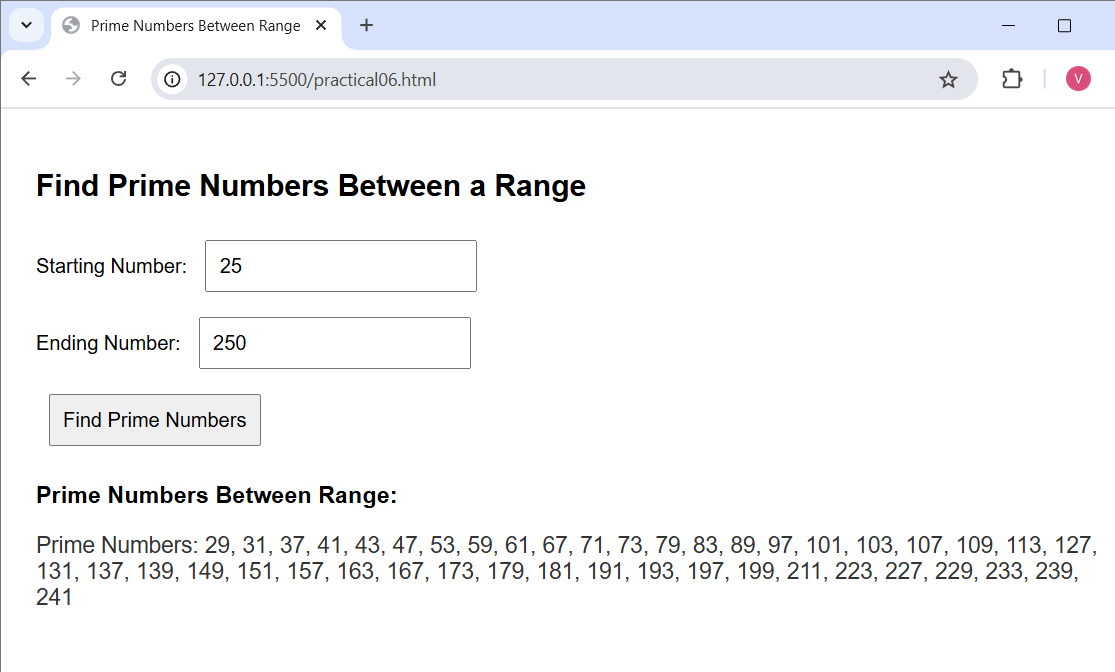 Prime Numbers Between Range
127.0.0.1:5500/practical06.html
V
Find Prime Numbers Between a Range
Starting Number: 25
Ending Number: 250
Find Prime Numbers
Prime Numbers Between Range:
Prime Numbers: 29, 31, 37, 41, 43, 47, 53, 59, 61, 67, 71, 73, 79, 83, 89, 97, 101, 103, 107, 109, 113, 127,
131, 137, 139, 149, 151, 157, 163, 167, 173, 179, 181, 191, 193, 197, 199, 211, 223, 227, 229, 233, 239,
241